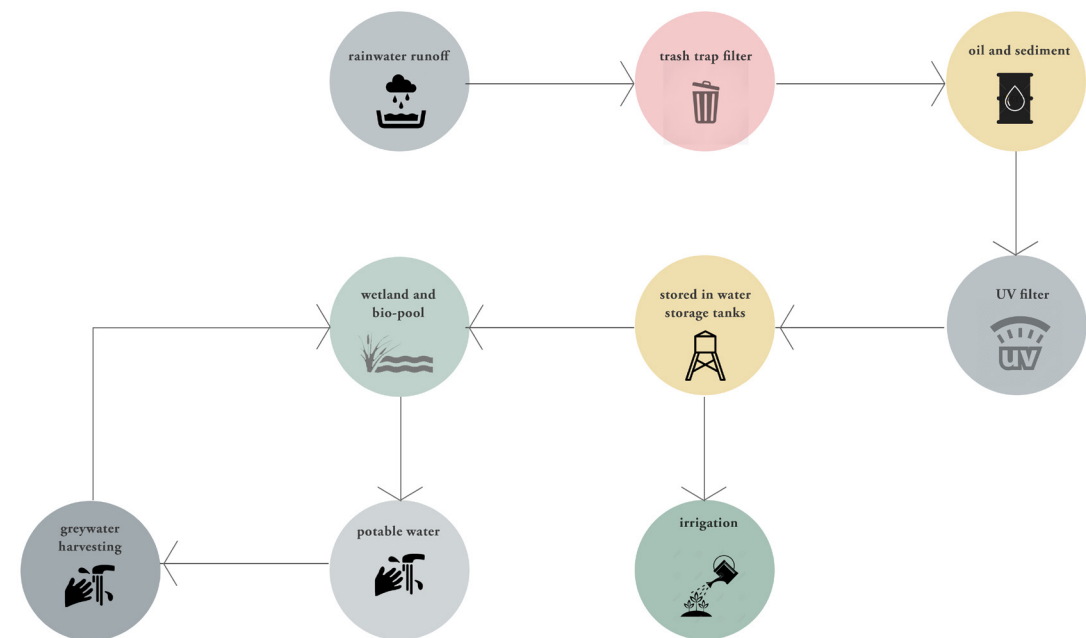 rainwater runoff
trash trap filter
oil and sediment
wetland and
bio-pool
stored in water
storage tanks
UV filter
uv
greywater
harvesting
potable water
irrigation